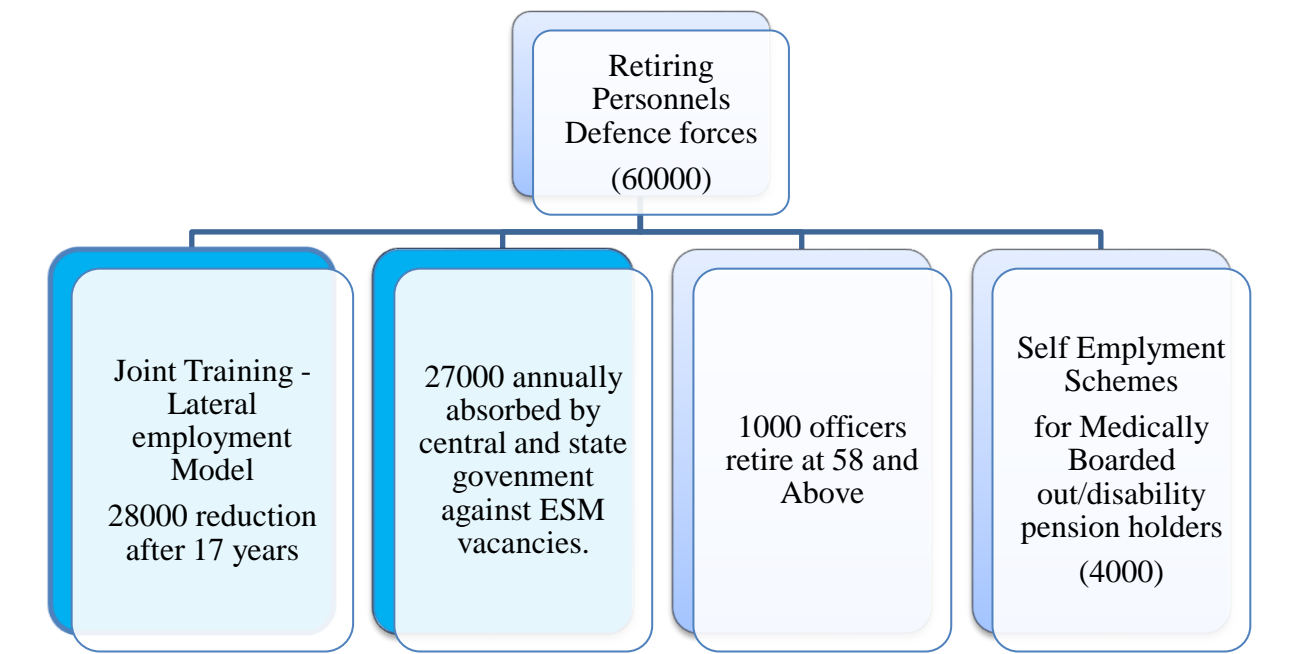 Retiring
Personnels
Defence forces
(60000)
Joint Training -
Lateral
employment
Model
28000 reduction
after 17 years
27000 annually
absorbed by
central and state
govenment
against ESM
vacancies.
1000 officers
retire at 58 and
Above
Self Emplyment
Schemes
for Medically
Boarded
out/disability
pension holders
(4000)